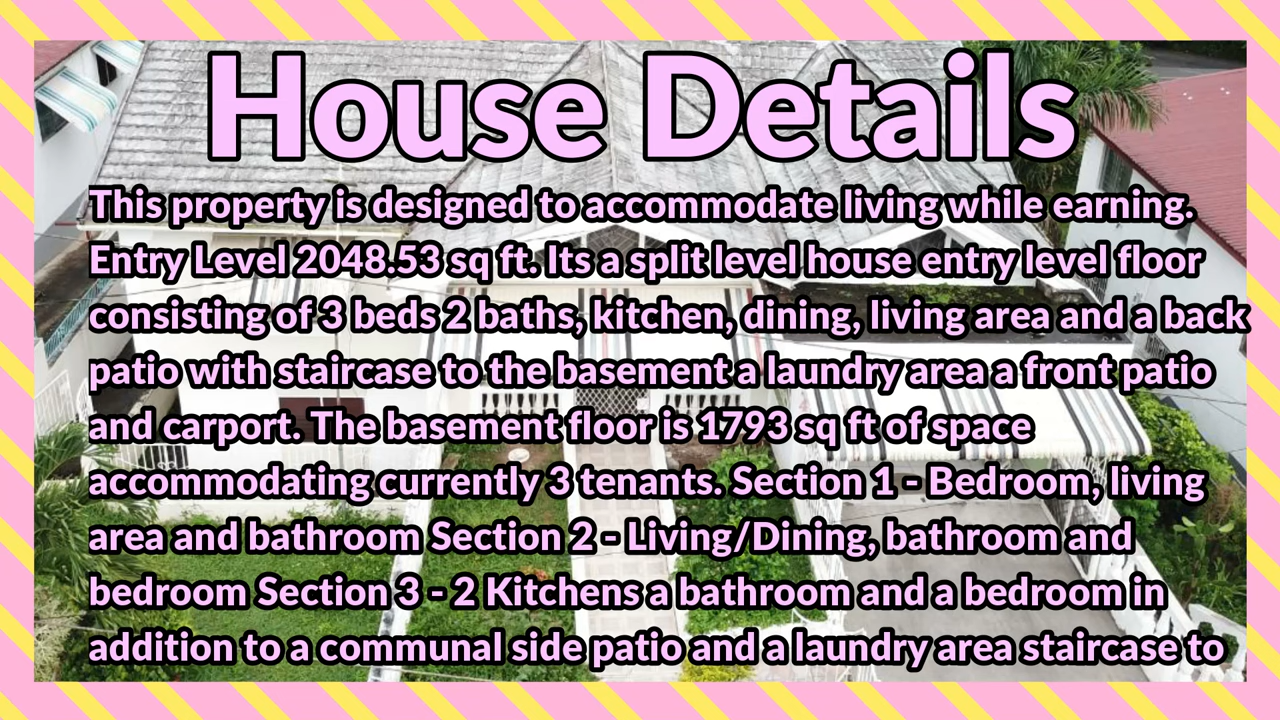 House Details
This property is designed to accommodate living while earning.
Entry Level 2048.53 sq ft. Its a split level house entry level floor
consisting of 3 beds 2 baths, kitchen, dining, living area and a back
patio with staircase to the basement a laundry area a front patio
and carport. The basement floor is 1793 sq ft of space
accommodating currently 3 tenants. Section 1 - Bedroom, living
area and bathroom Section 2 - Living/Dining, bathroom and
bedroom Section 3 - 2 Kitchens a bathroom and a bedroom in
addition to a communal side patio and a laundry area staircase to